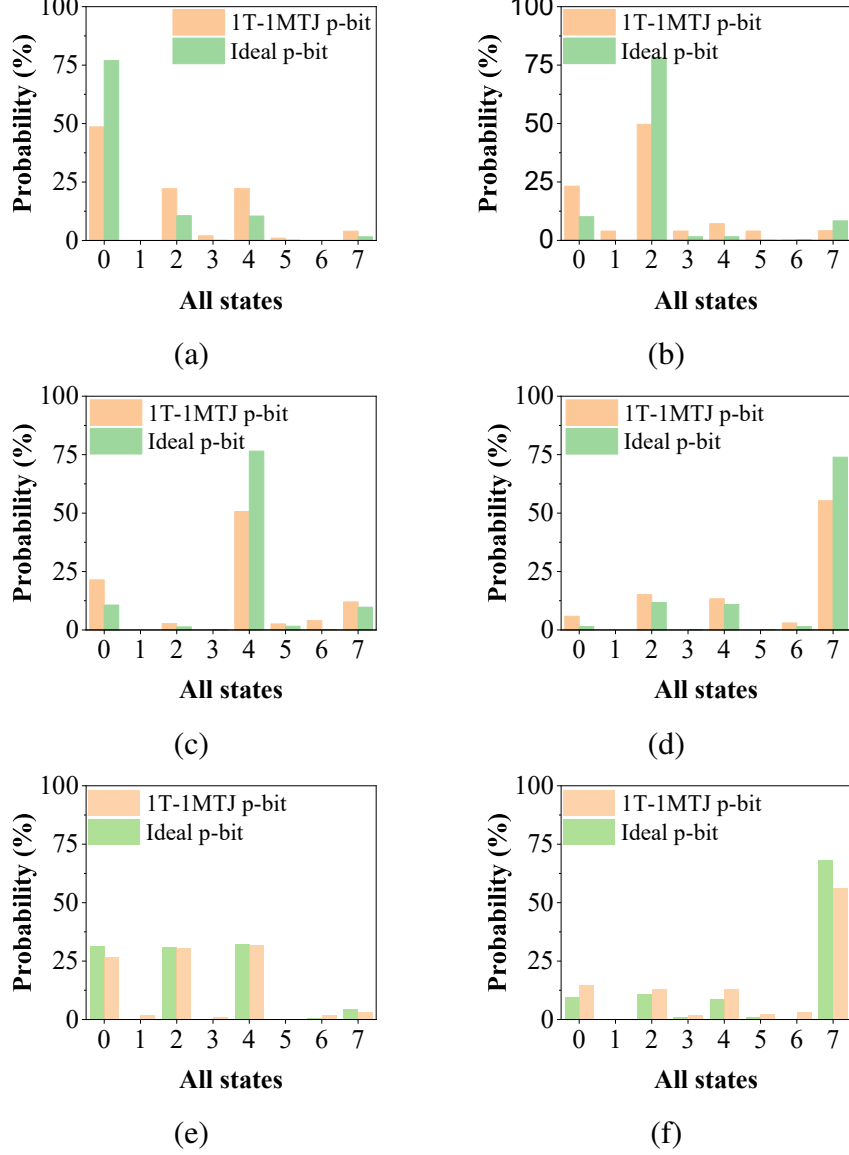 100
1T-1MTJ p-bit
Ideal p-bit
75
50
25
0
Probability (%)
0 1 2 3 4 5 6 7
All states
(a)
100
1T-1MTJ p-bit
Ideal p-bit
75
50
25
0
Probability (%)
0 1 2 3 4 5 6 7
All states
(b)
100
1T-1MTJ p-bit
Ideal p-bit
75
50
25
0
Probability (%)
0 1 2 3 4 5 6 7
All states
(c)
100
1T-1MTJ p-bit
Ideal p-bit
75
50
25
0
Probability (%)
0 1 2 3 4 5 6 7
All states
(d)
100
1T-1MTJ p-bit
Ideal p-bit
75
50
25
0
Probability (%)
0 1 2 3 4 5 6 7
All states
(e)
100
1T-1MTJ p-bit
Ideal p-bit
75
50
25
0
Probability (%)
0 1 2 3 4 5 6 7
All states
(f)